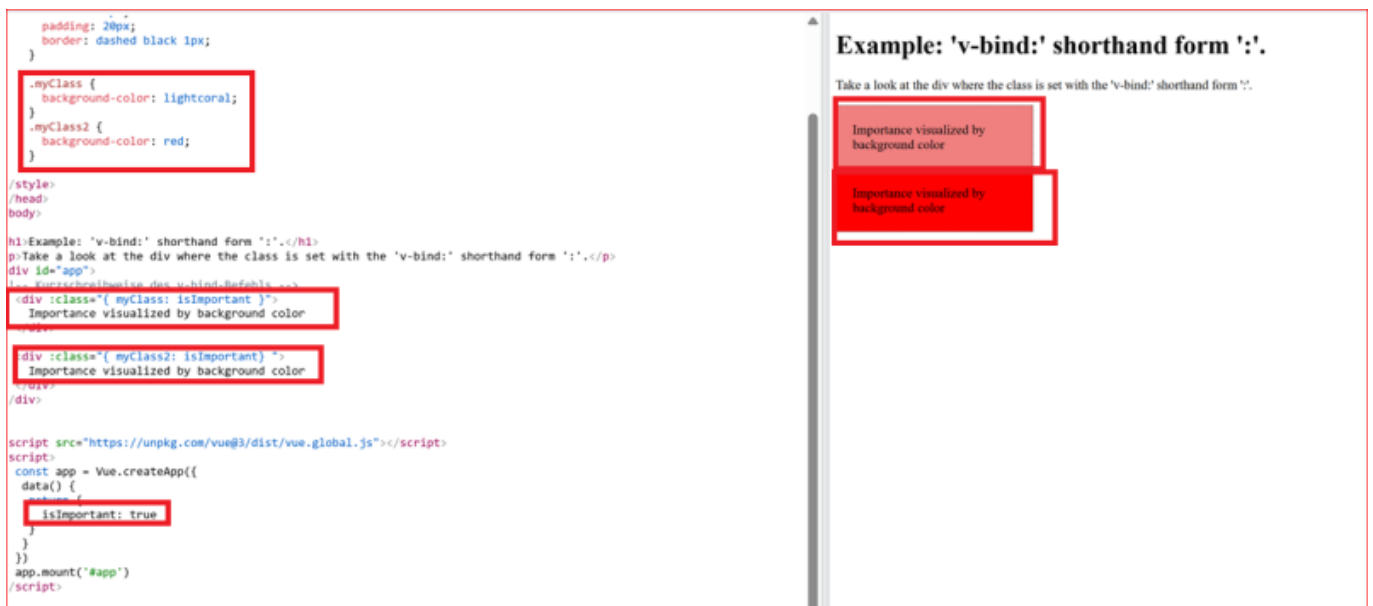 padding: 20px;
border: dashed black 1px;
}
.myClass {
background-color: lightcoral;
}
.myClass2 {
background-color: red;
}
/style>
/head>
body>
h1>Example: 'v-bind:' shorthand form ':'.</h1>
p>Take a look at the div where the class is set with the 'v-bind:' shorthand form ':'.</p>
div id="app">
!-- Kurzschreibweise des v-bind-Befehls -->
<div :class="{ myClass: isImportant }">
Importance visualized by background color
</div>
div :class="{ myClass2: isImportant} ">
Importance visualized by background color
</div>
/div>
script src="https://unpkg.com/vue@3/dist/vue.global.js"></script>
script>
const app = Vue.createApp({
data() {
return {
isImportant: true
}
}
})
app.mount('#app')
/script>
Example: 'v-bind:' shorthand form ':'.
Take a look at the div where the class is set with the 'v-bind:' shorthand form ':'.
Importance visualized by
background color
Importance visualized by
background color